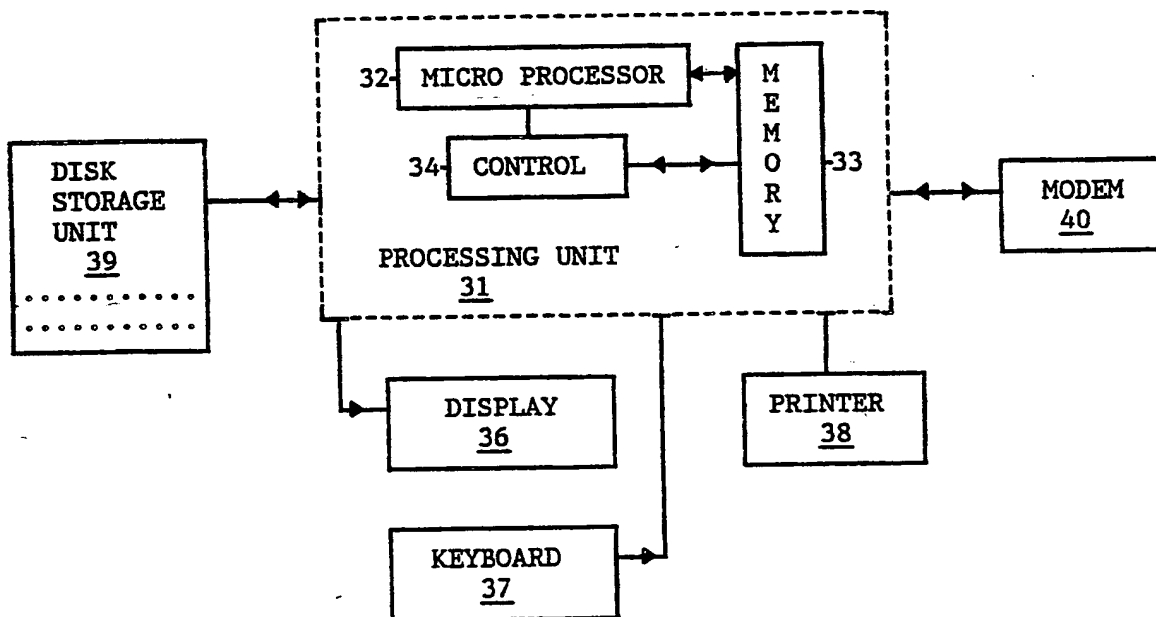 32 MICRO PROCESSOR
M
E
M
O
R
Y
34 CONTROL
33
PROCESSING UNIT
31
DISK
STORAGE
UNIT
39
MODEM
40
DISPLAY
36
PRINTER
38
KEYBOARD
37